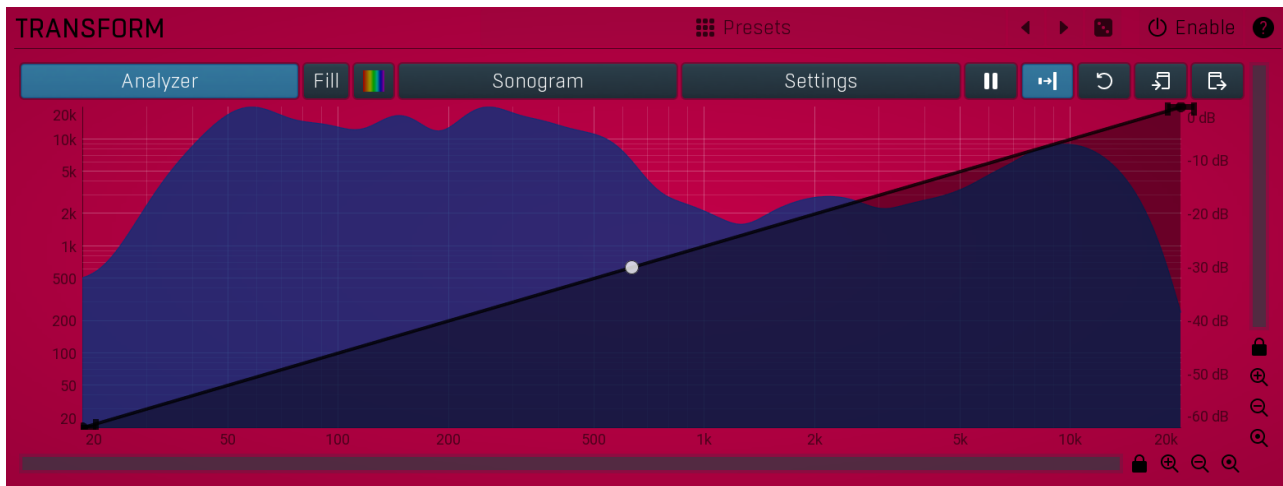 TRANSFORM Presets Enable ?
Analyzer Fill Sonogram Settings
20k 0 dB
10k
-10 dB
5k
2k -20 dB
1k
-30 dB
500
200 -40 dB
100
-50 dB
50
20 -60 dB
20 50 100 200 500 1k 2k 5k 10k 20k